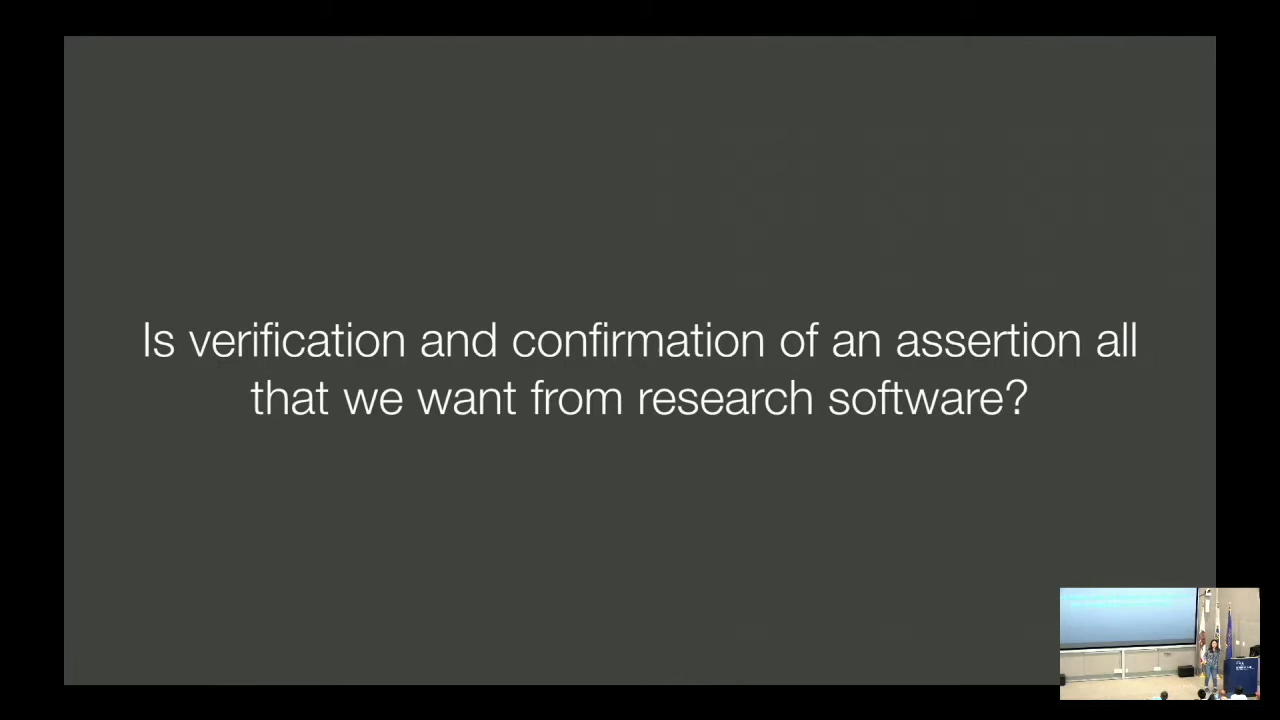 Is verification and confirmation of an assertion all
that we want from research software?